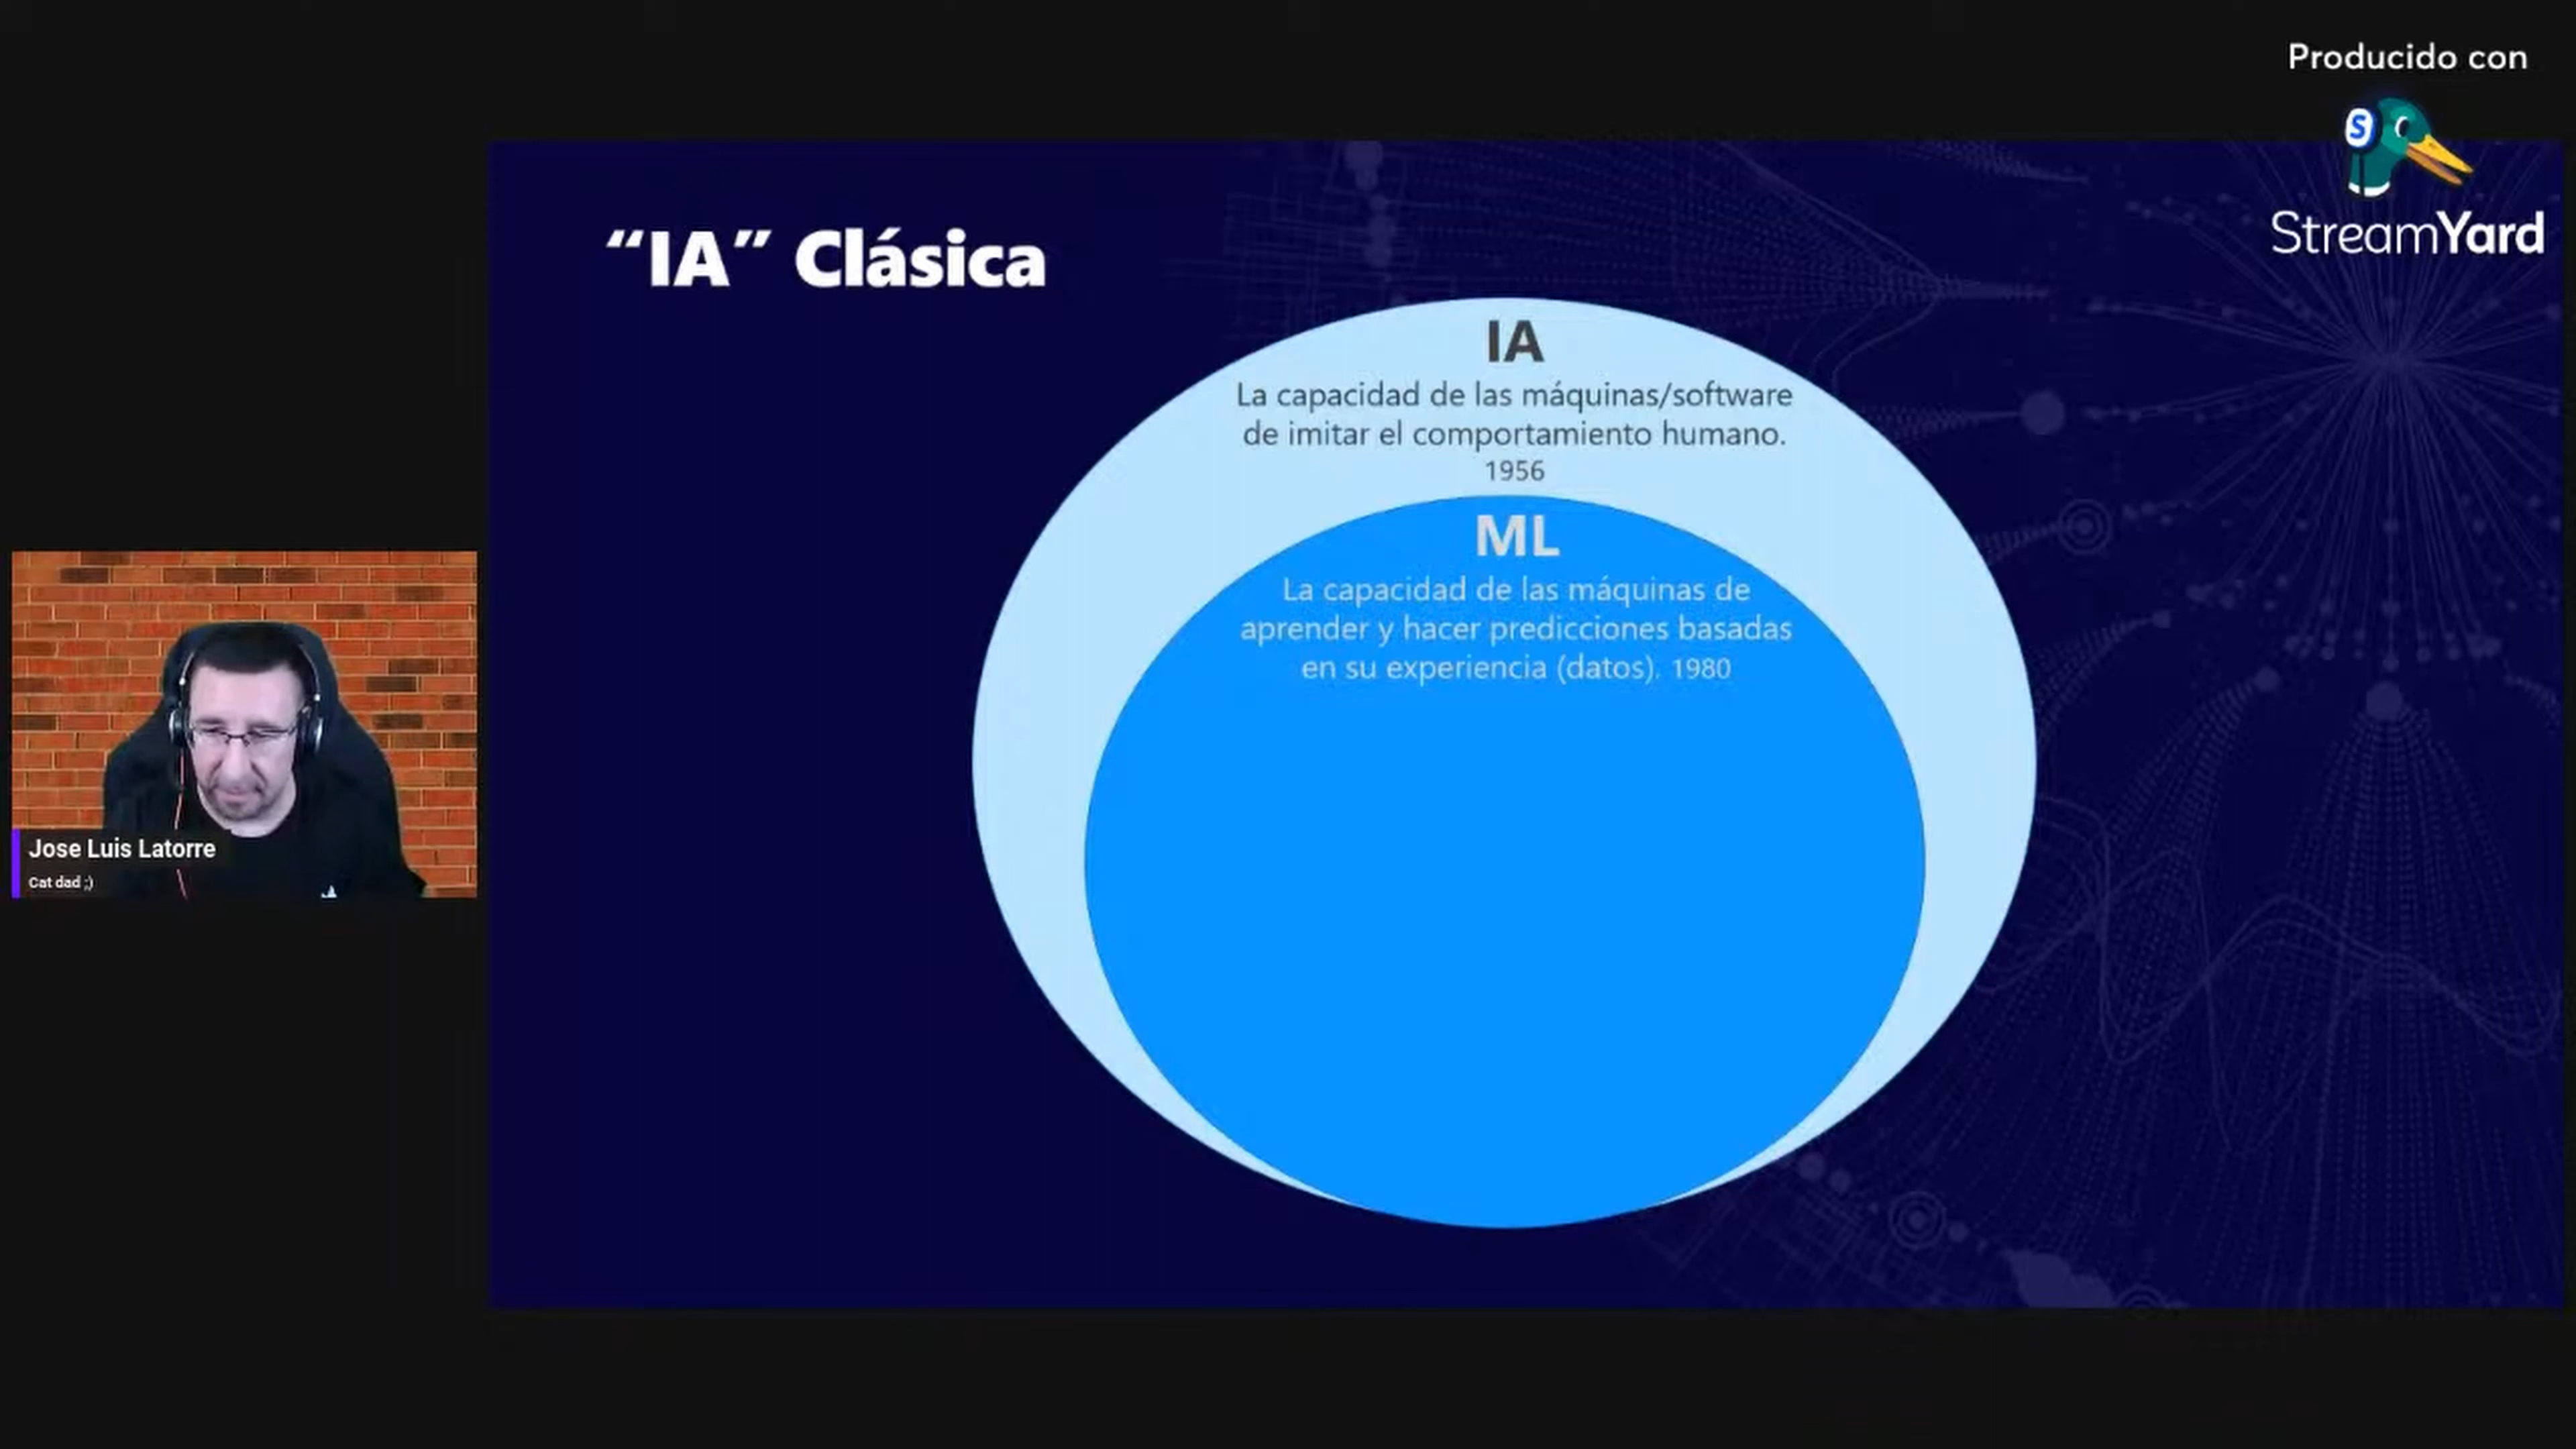 Producido con
StreamYard
“IA” Clásica
IA
La capacidad de las máquinas/software
de imitar el comportamiento humano.
1956
ML
La capacidad de las máquinas de
aprender y hacer predicciones basadas
en su experiencia (datos). 1980
Jose Luis Latorre
Cat dad ;)